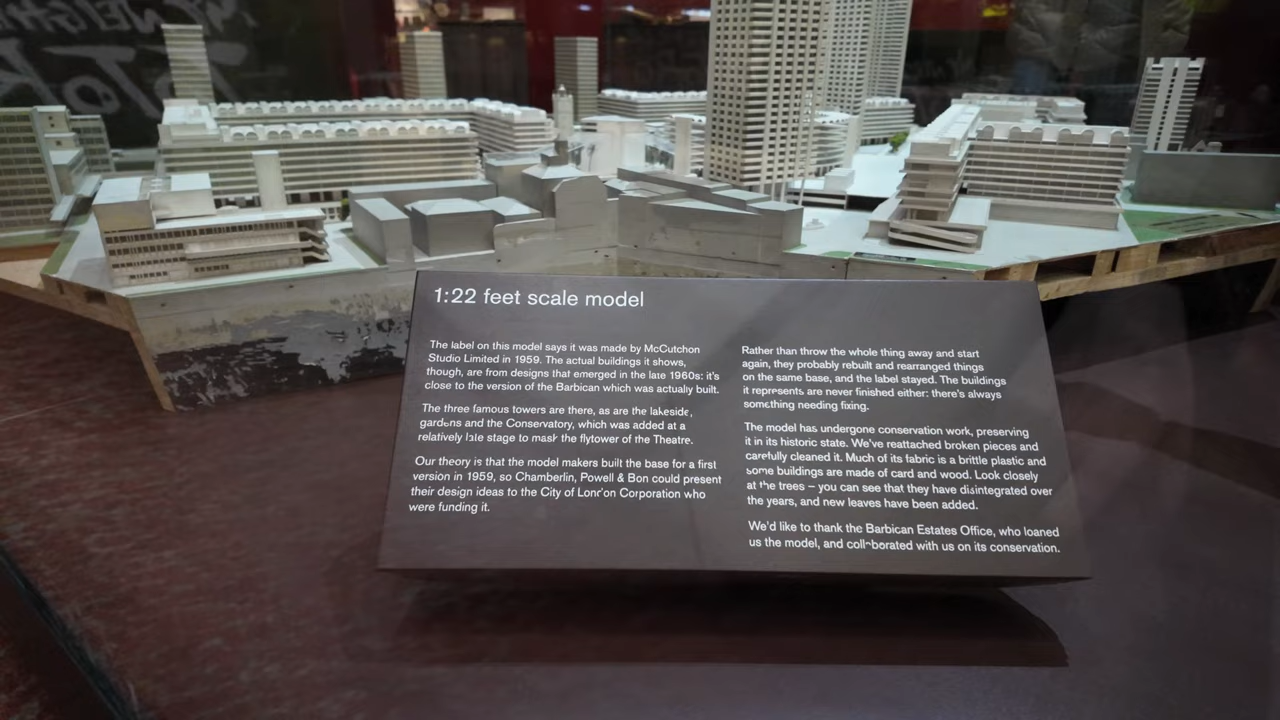 1:22 feet scale model
The label on this model says it was made by McCutchon
Studio Limited in 1959. The actual buildings it shows,
though, are from designs that emerged in the late 1960s: it's
close to the version of the Barbican which was actually built.
The three famous towers are there, as are the lakeside,
gardens and the Conservatory, which was added at a
relatively late stage to mask the flytower of the Theatre.
Our theory is that the model makers built the base for a first
version in 1959, so Chamberlin, Powell & Bon could present
their design ideas to the City of London Corporation who
were funding it.
Rather than throw the whole thing away and start
again, they probably rebuilt and rearranged things
on the same base, and the label stayed. The buildings
it represents are never finished either: there's always
something needing fixing.
The model has undergone conservation work, preserving
it in its historic state. We've reattached broken pieces and
carefully cleaned it. Much of its fabric is a brittle plastic and
some buildings are made of card and wood. Look closely
at the trees – you can see that they have disintegrated over
the years, and new leaves have been added.
We'd like to thank the Barbican Estates Office, who loaned
us the model, and collaborated with us on its conservation.